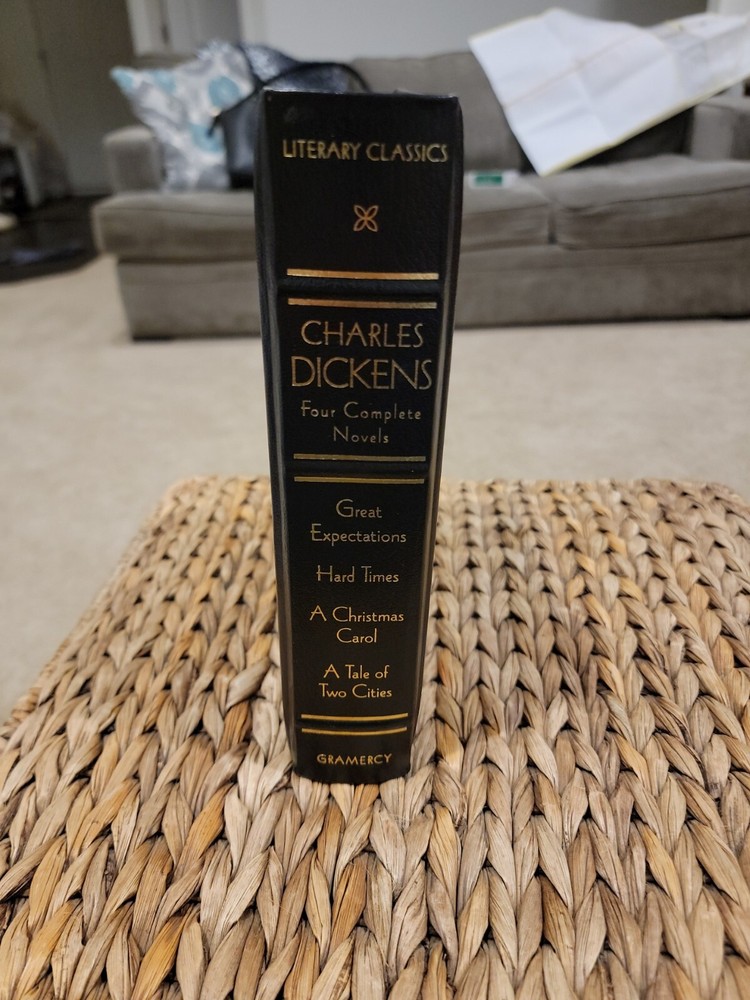 LITERARY CLASSICS
CHARLES
DICKENS
Four Complete
Novels
Great
Expectations
Hard Times
A Christmas
Carol
A Tale of
Two Cities
GRAMERCY